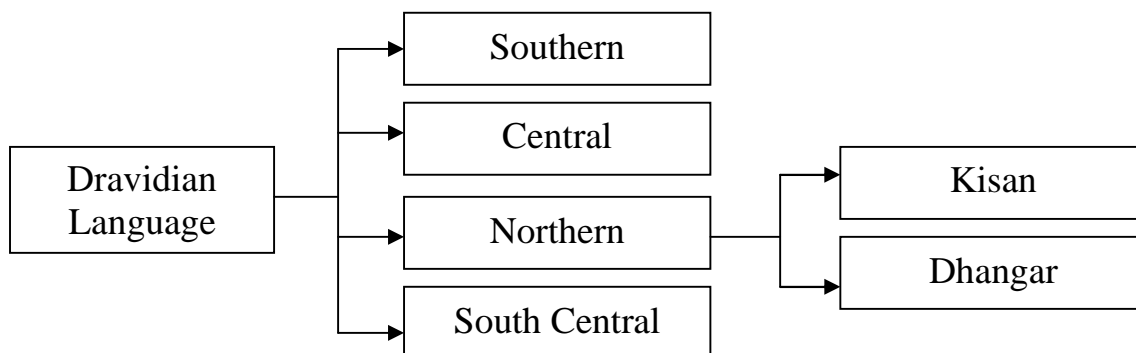 Southern
Central
Dravidian
Language
Northern
South Central
Kisan
Dhangar